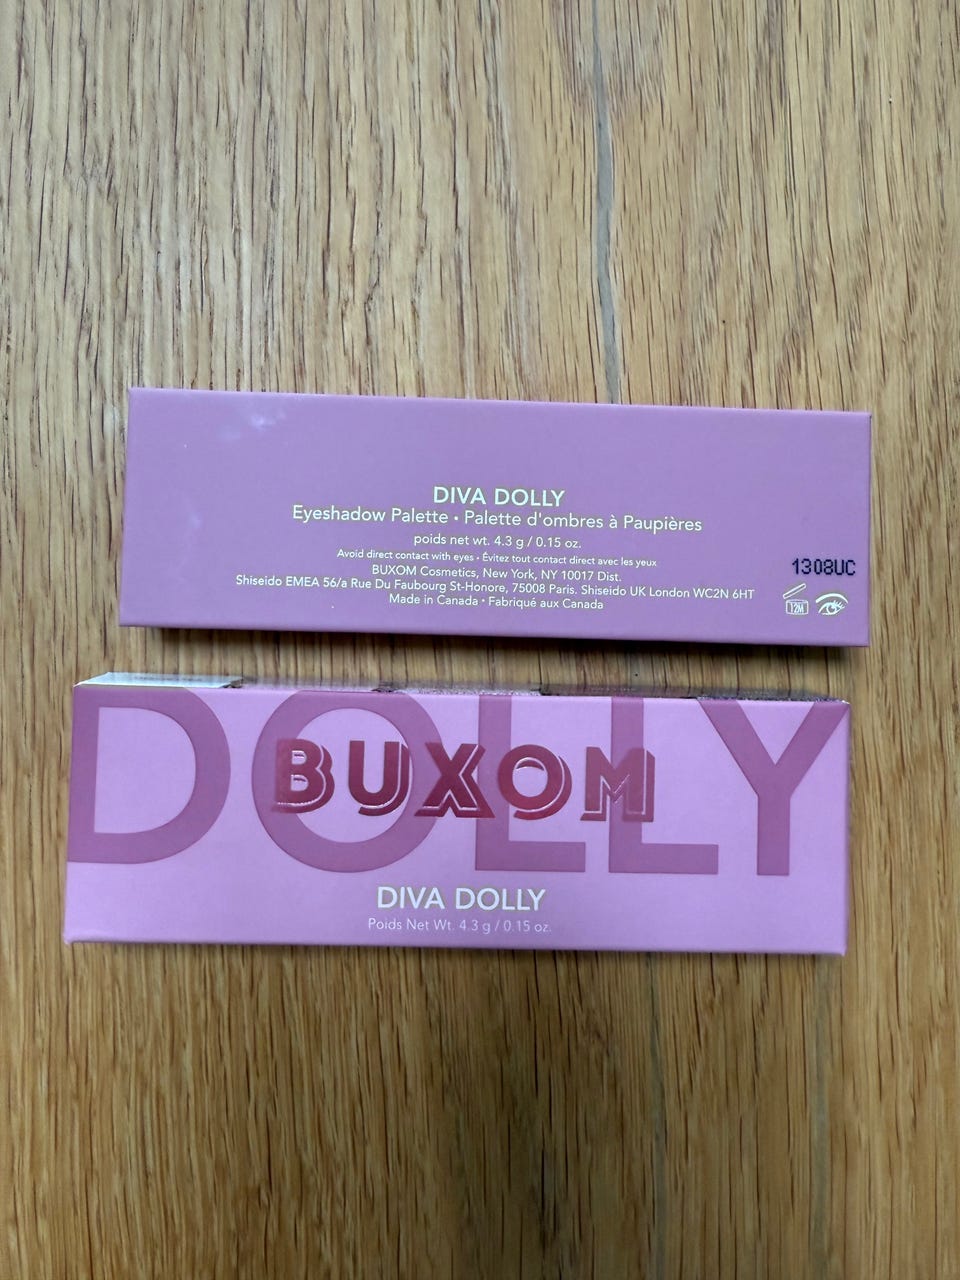 DIVA DOLLY
Eyeshadow Palette • Palette d'ombres à Paupières
poids net wt. 4.3 g / 0.15 oz.
Avoid direct contact with eyes • Évitez tout contact direct avec les yeux
BUXOM Cosmetics, New York, NY 10017 Dist.
Shiseido EMEA 56/a Rue Du Faubourg St-Honore, 75008 Paris. Shiseido UK London WC2N 6HT
Made in Canada • Fabriqué aux Canada
1308UC
12M
DOLLY
BUXOM
DIVA DOLLY
Poids Net Wt. 4.3 g / 0.15 oz.